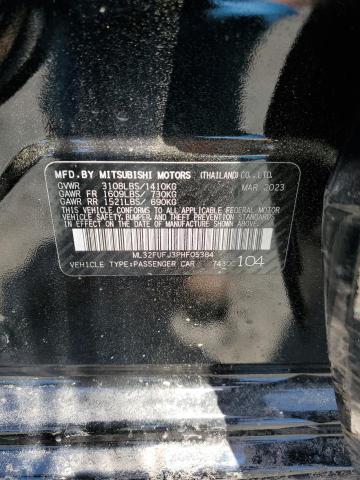 MFD.BY MITSUBISHI MOTORS (THAILAND) CO.,LTD.
GVWR 3108LBS/1410KG MAR 2023
GAWR FR 1609LBS/ 730KG
GAWR RR 1521LBS/ 690KG
THIS VEHICLE CONFORMS TO ALL APPLICABLE FEDERAL MOTOR
VEHICLE SAFETY, BUMPER, AND THEFT PREVENTION STANDARDS
IN EFFECT ON THE DATE OF MANUFACTURE SHOWN ABOVE.
ML32FUFJ3PHF05384
VEHICLE TYPE:PASSENGER CAR 104